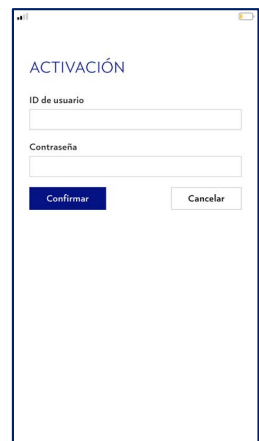 ACTIVACIÓN
ID de usuario
Contraseña
Confirmar
Cancelar